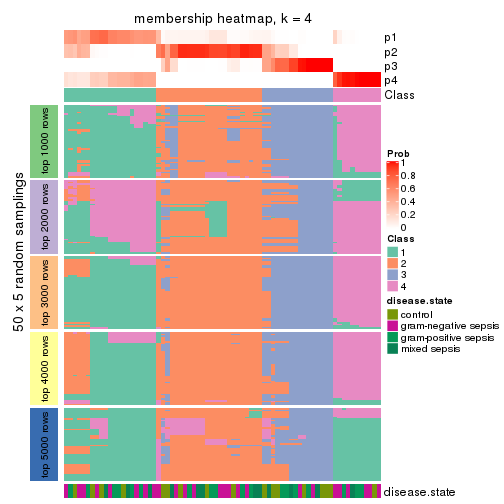 membership heatmap, k = 4
p1
p2
p3
p4
Class
50 x 5 random samplings
top 1000 rows
top 2000 rows
top 3000 rows
top 4000 rows
top 5000 rows
Prob
1
0.8
0.6
0.4
0.2
0
Class
1
2
3
4
disease.state
control
gram-negative sepsis
gram-positive sepsis
mixed sepsis
disease.state